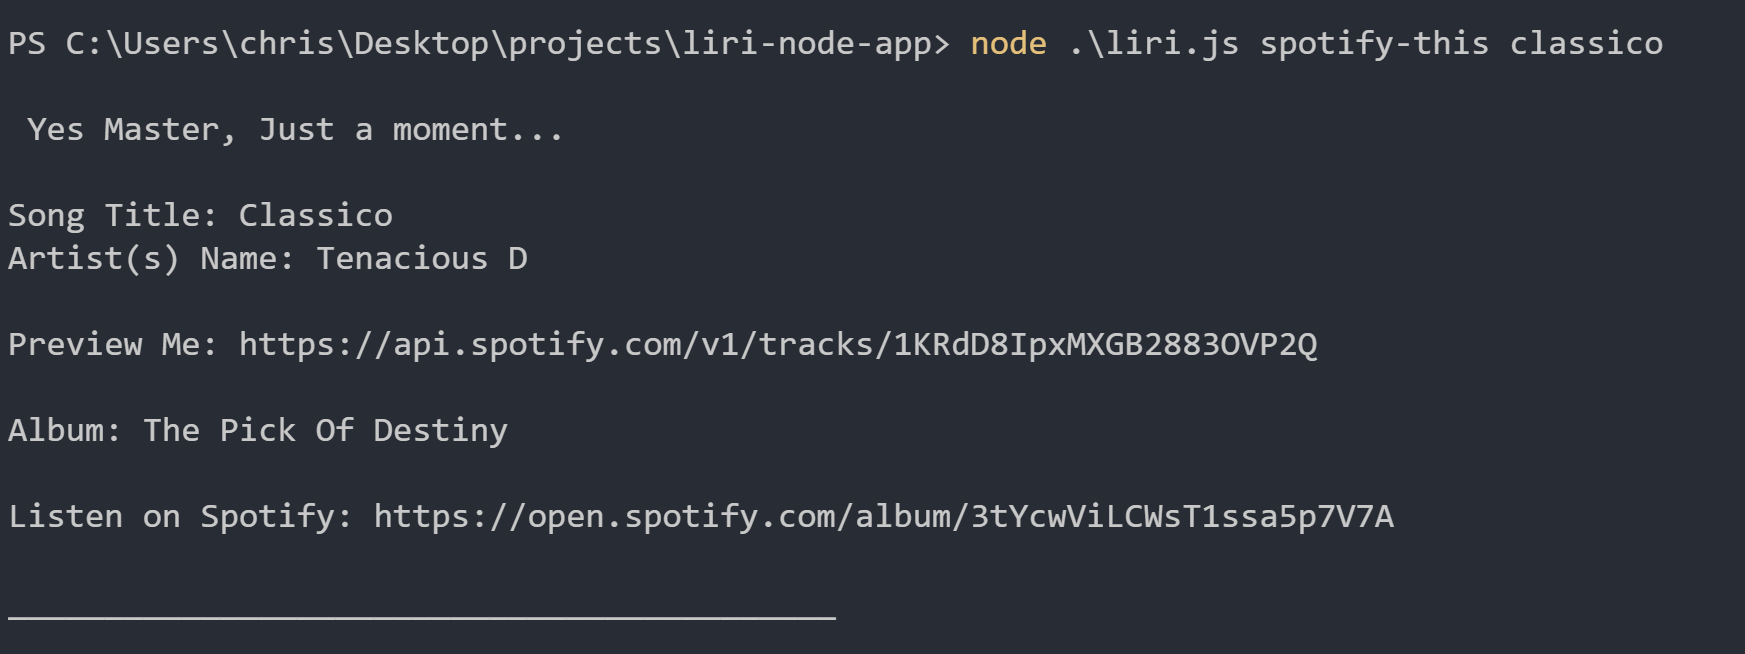 PS C:\Users\chris\Desktop\projects\liri-node-app> node .\liri.js spotify-this classico
Yes Master, Just a moment...
Song Title: Classico
Artist(s) Name: Tenacious D
Preview Me: https://api.spotify.com/v1/tracks/1KRdD8IpxMXGB2883OVP2Q
Album: The Pick Of Destiny
Listen on Spotify: https://open.spotify.com/album/3tYcwViLCWsT1ssa5p7V7A
___________________________________________